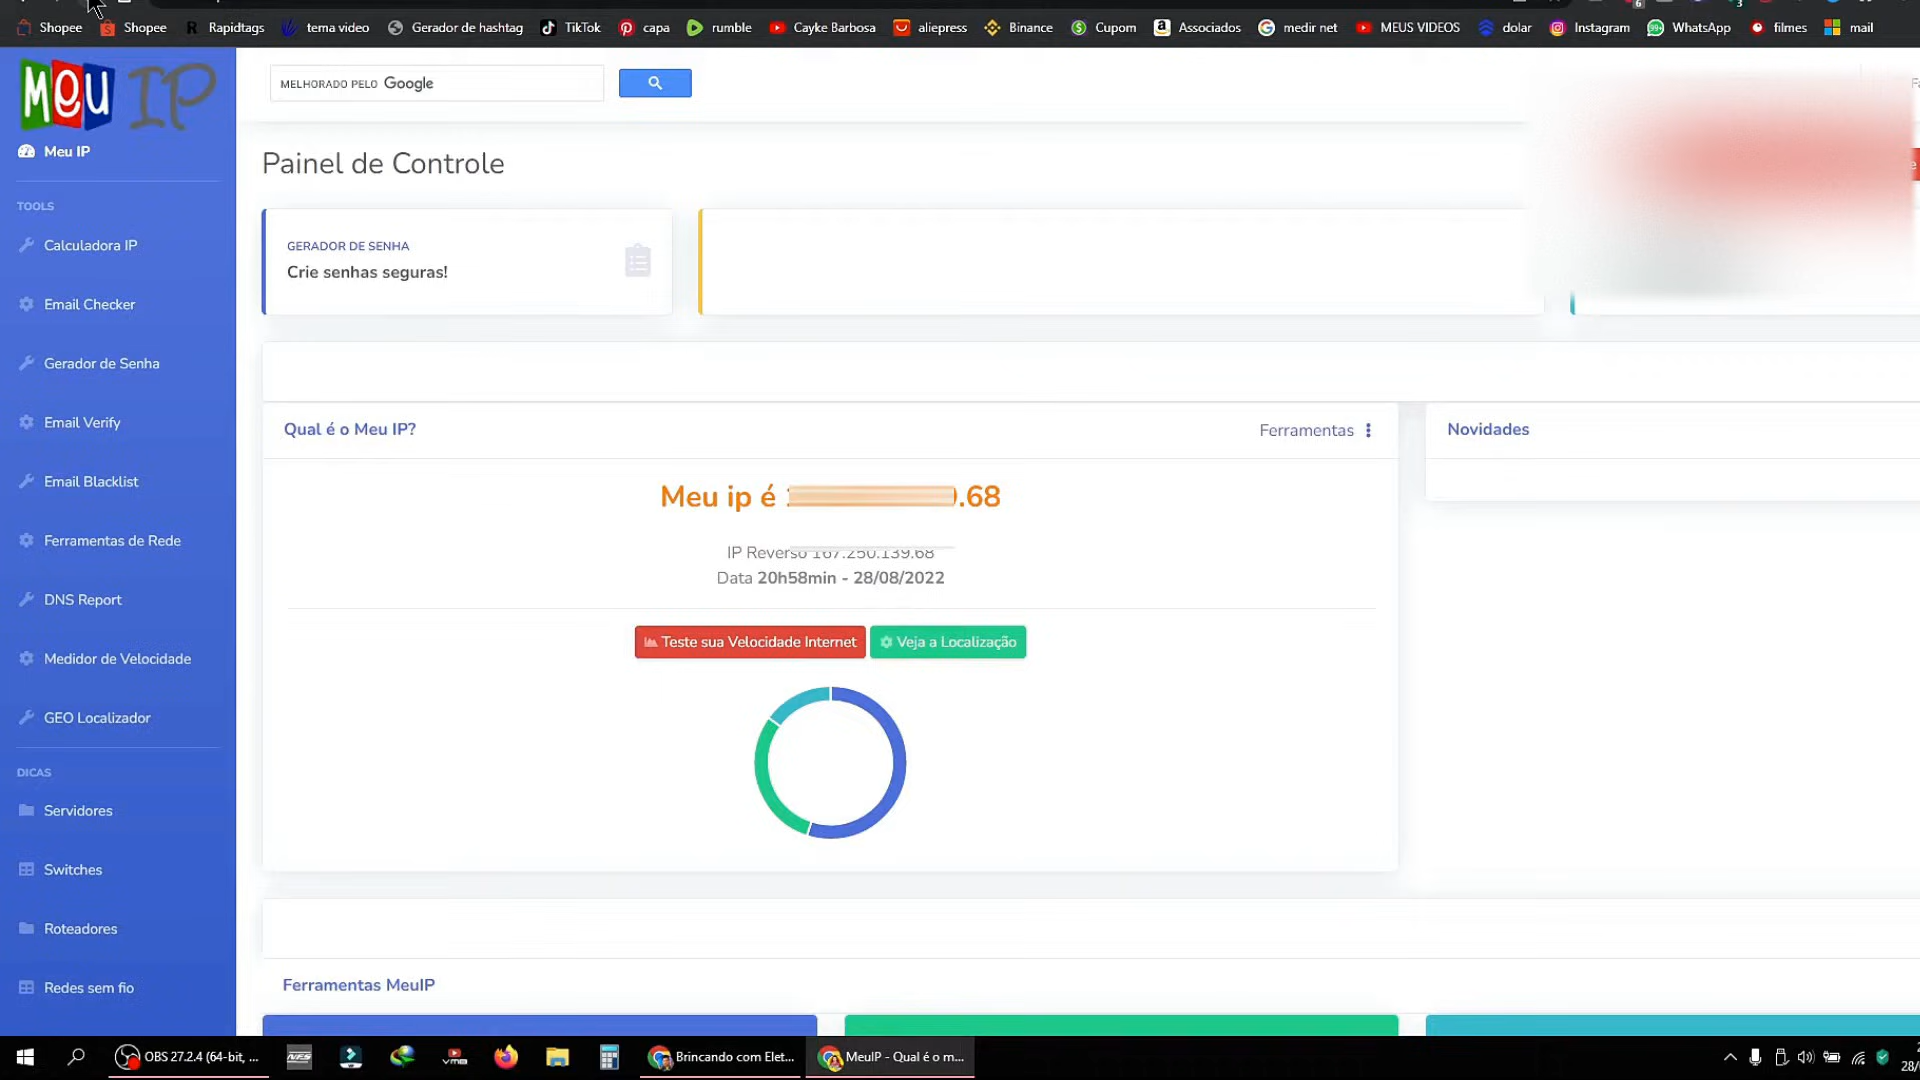 Shopee Shopee Rapidtags tema video Gerador de hashtag TikTok capa rumble Cayke Barbosa aliepress Binance Cupom Associados medir net MEUS VIDEOS dolar Instagram WhatsApp filmes mail
Meu IP
MELHORADO PELO Google
Meu IP
Painel de Controle
TOOLS
Calculadora IP
Email Checker
Gerador de Senha
Email Verify
Email Blacklist
Ferramentas de Rede
DNS Report
Medidor de Velocidade
GEO Localizador
DICAS
Servidores
Switches
Roteadores
Redes sem fio
GERADOR DE SENHA
Crie senhas seguras!
Qual é o Meu IP?
Ferramentas
Novidades
Meu ip é .68
IP Reverso
Data 20h58min - 28/08/2022
Teste sua Velocidade Internet
Veja a Localização
Ferramentas MeuIP
OBS 27.2.4 (64-bit, ...
Brincando com Elet...
MeuIP - Qual é o m...
28/